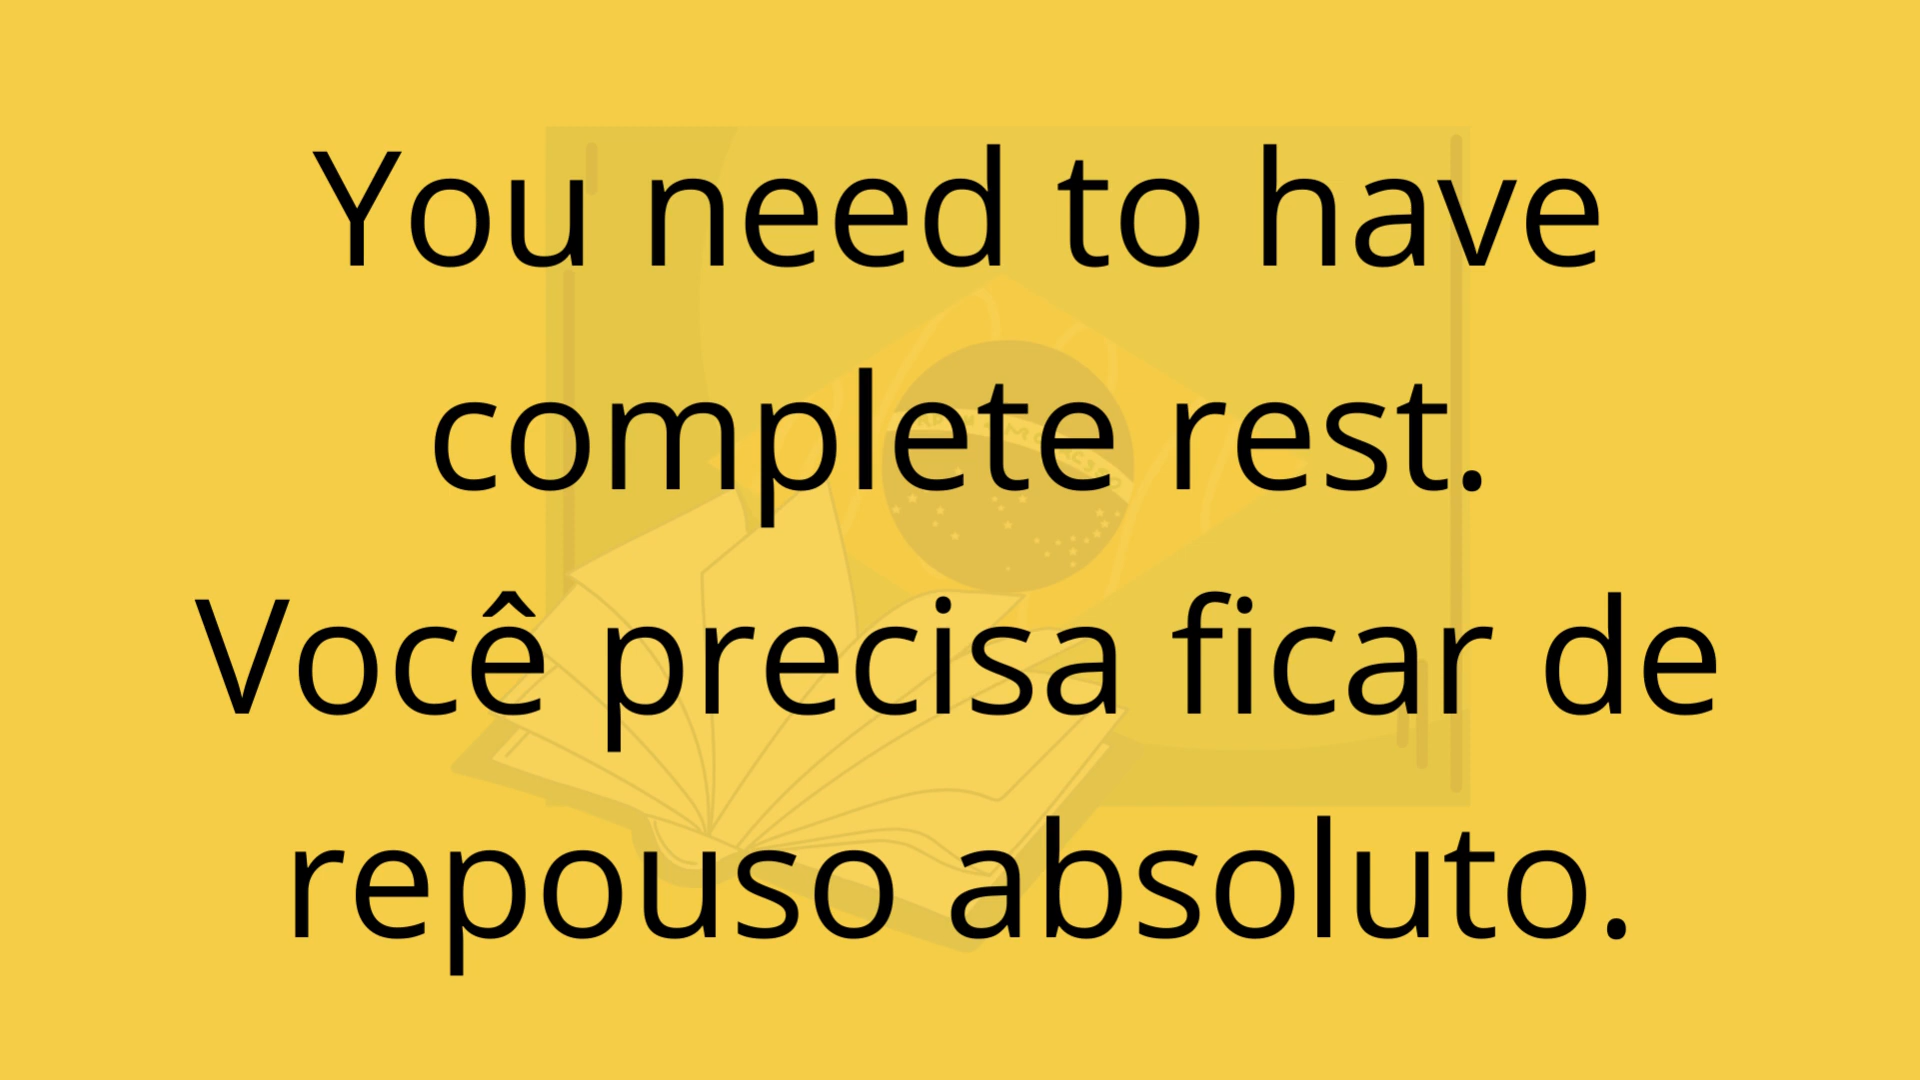 You need to have
complete rest.
Você precisa ficar de
repouso absoluto.